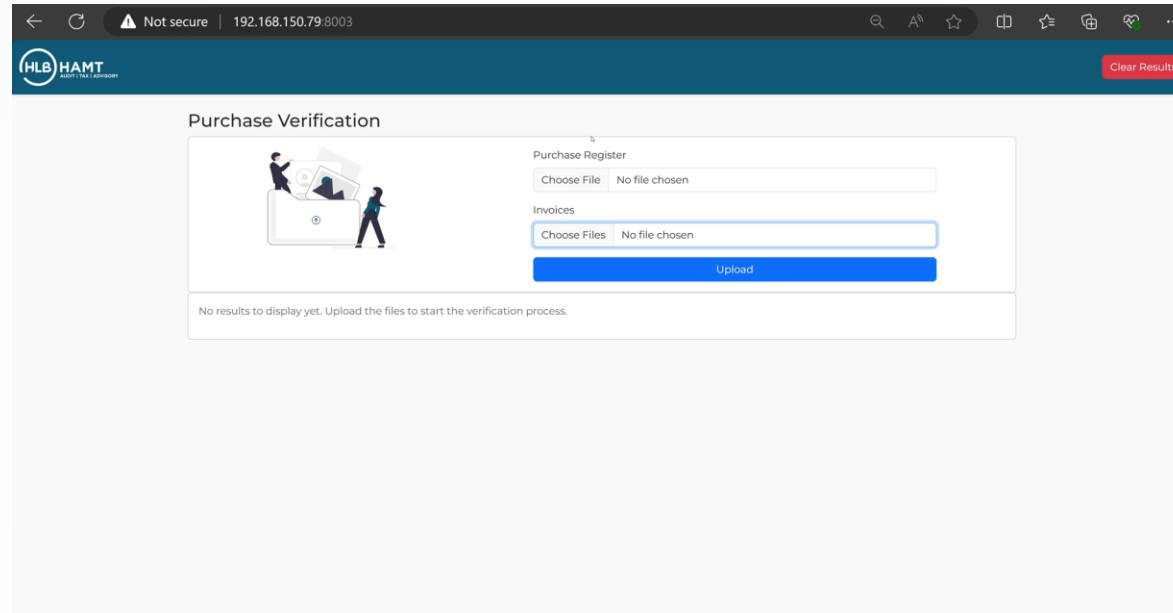 Not secure 192.168.150.79:8003
HLB HAMT
AUDIT | TAX | ADVISORY
Clear Results
Purchase Verification
Purchase Register
Choose File No file chosen
Invoices
Choose Files No file chosen
Upload
No results to display yet. Upload the files to start the verification process.